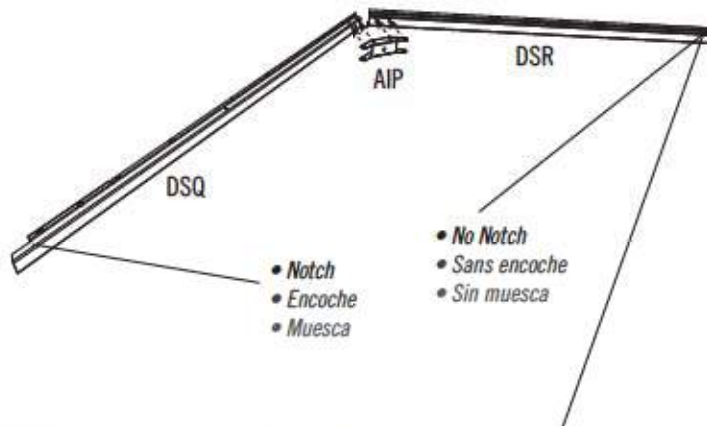 DSR
AIP
DSQ
• No Notch
• Sans encoche
• Sin muesca
• Notch
• Encoche
• Muesca